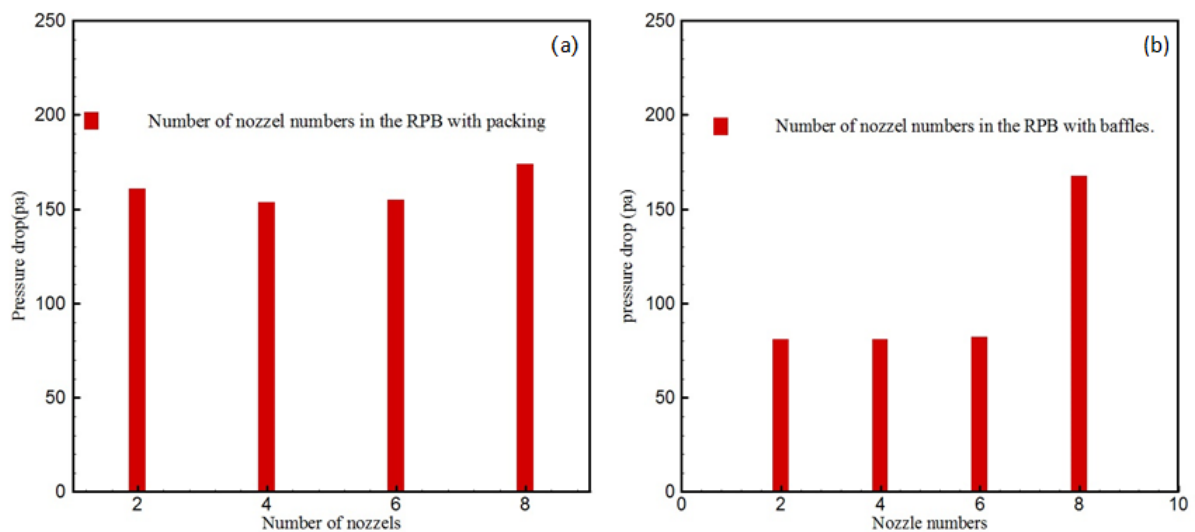 250
(a)
200
Number of nozzel numbers in the RPB with packing
150
Pressure drop(pa)
100
50
0
2 4 6 8
Number of nozzels
250
(b)
200
Number of nozzel numbers in the RPB with baffles.
150
pressure drop (pa)
100
50
0
0 2 4 6 8 10
Nozzle numbers